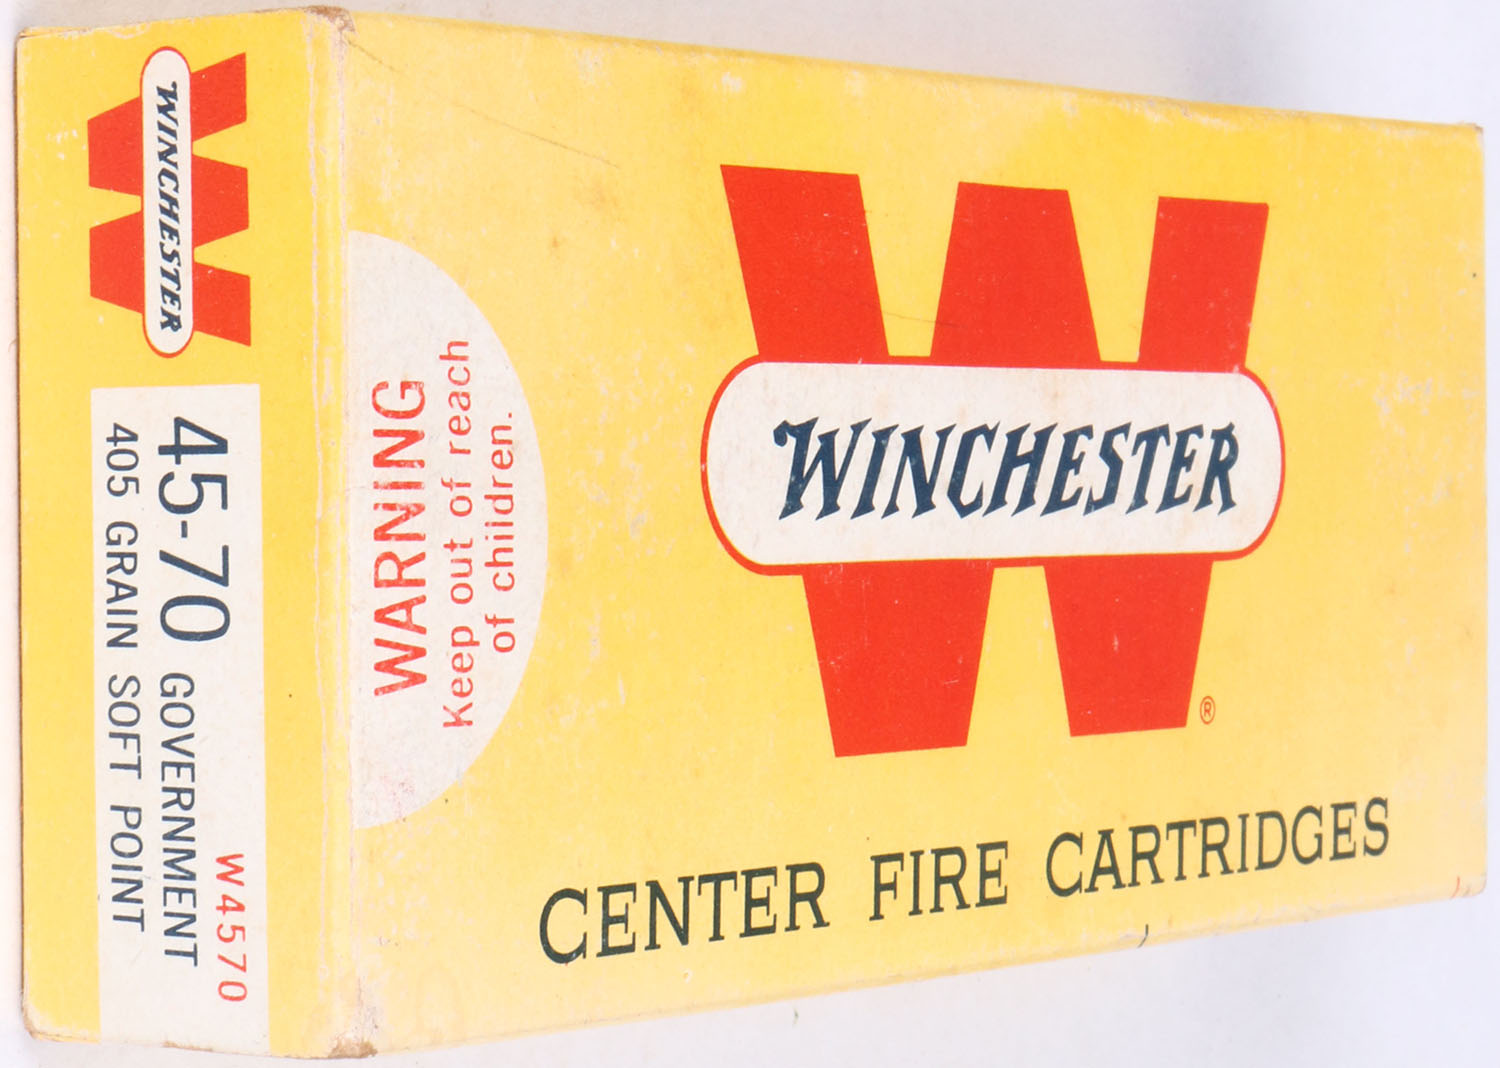 WINCHESTER
45-70 GOVERNMENT
405 GRAIN SOFT POINT
W4570
WARNING
Keep out of reach
of children.
WINCHESTER
®
CENTER FIRE CARTRIDGES